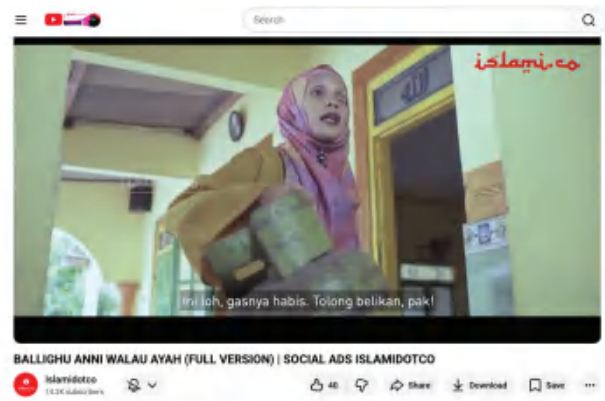 Search
islami.co
Ini loh, gasnya habis. Tolong belikan, pak!
BALLIGHU ANNI WALAU AYAH (FULL VERSION) | SOCIAL ADS ISLAMIDOTCO
Islamidotco
subscribers
46 Share Download Save